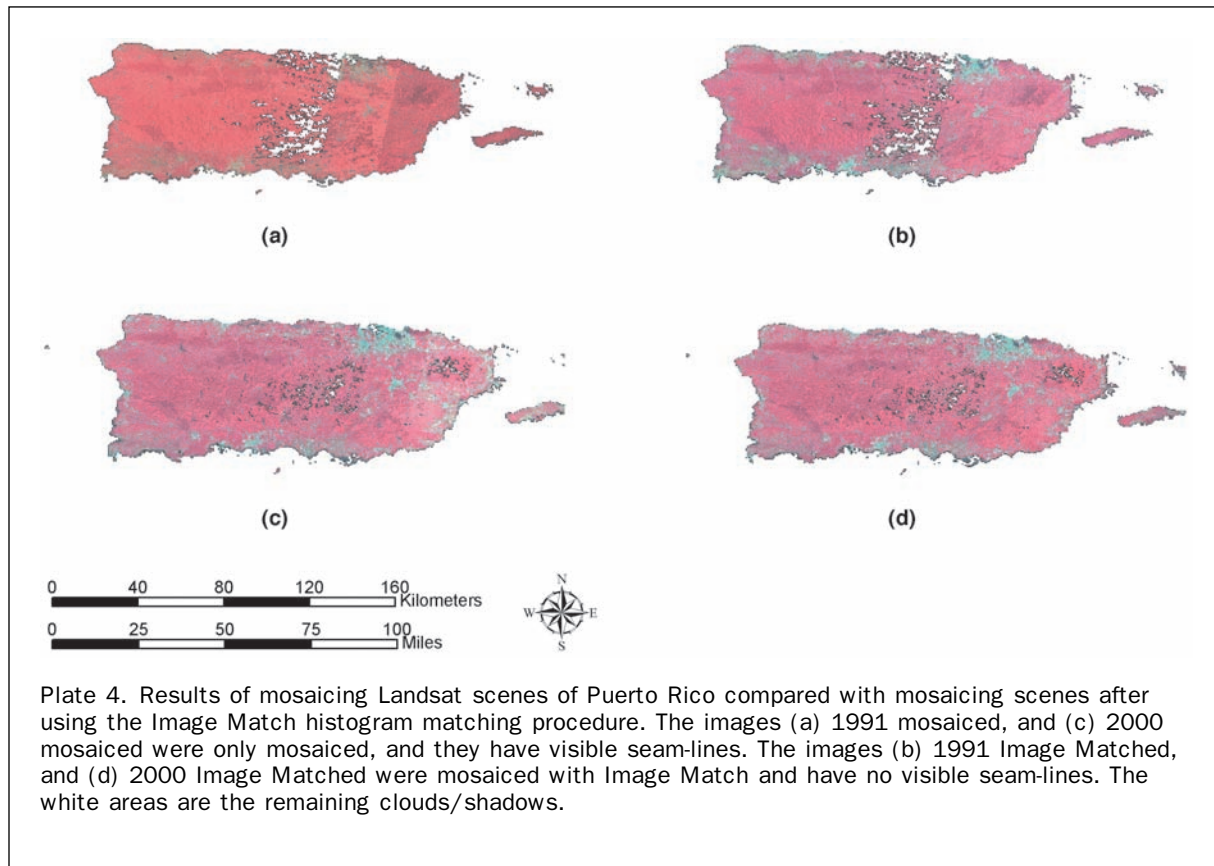 (a)
(b)
(c)
(d)
0 40 80 120 160
Kilometers
0 25 50 75 100
Miles
N
W E
S
Plate 4. Results of mosaicing Landsat scenes of Puerto Rico compared with mosaicing scenes after
using the Image Match histogram matching procedure. The images (a) 1991 mosaiced, and (c) 2000
mosaiced were only mosaiced, and they have visible seam-lines. The images (b) 1991 Image Matched,
and (d) 2000 Image Matched were mosaiced with Image Match and have no visible seam-lines. The
white areas are the remaining clouds/shadows.